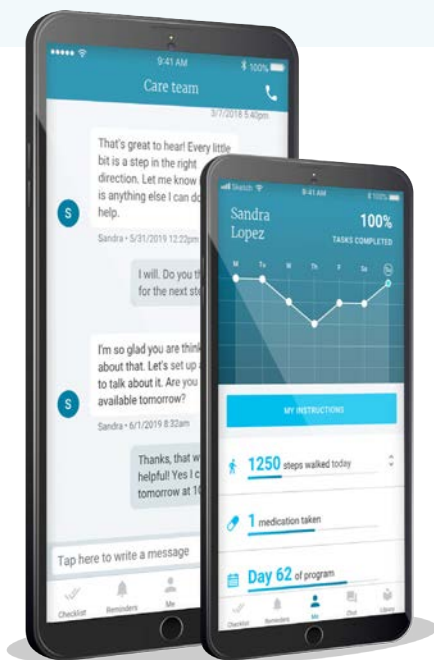 9:41 AM
100%
Care team
3/7/2018 5:40pm
That's great to hear! Every little
bit is a step in the right
direction. Let me know
is anything else I can do
help.
S
Sandra • 5/31/2019 12:22pm
I will. Do you
for the next
I'm so glad you are
about that. Let's set up
to talk about it. Are you
available tomorrow?
S
Sandra • 6/1/2019 8:32am
Thanks, that
helpful! Yes I
tomorrow at
Tap here to write a message
Checklist
Reminders
Me
Sketch
9:41 AM
100%
Sandra
Lopez
100%
TASKS COMPLETED
M Tu W Th F Sa Su
MY INSTRUCTIONS
1250 steps walked today
1 medication taken
Day 62 of program
Checklist
Reminders
Me
Chat
Library